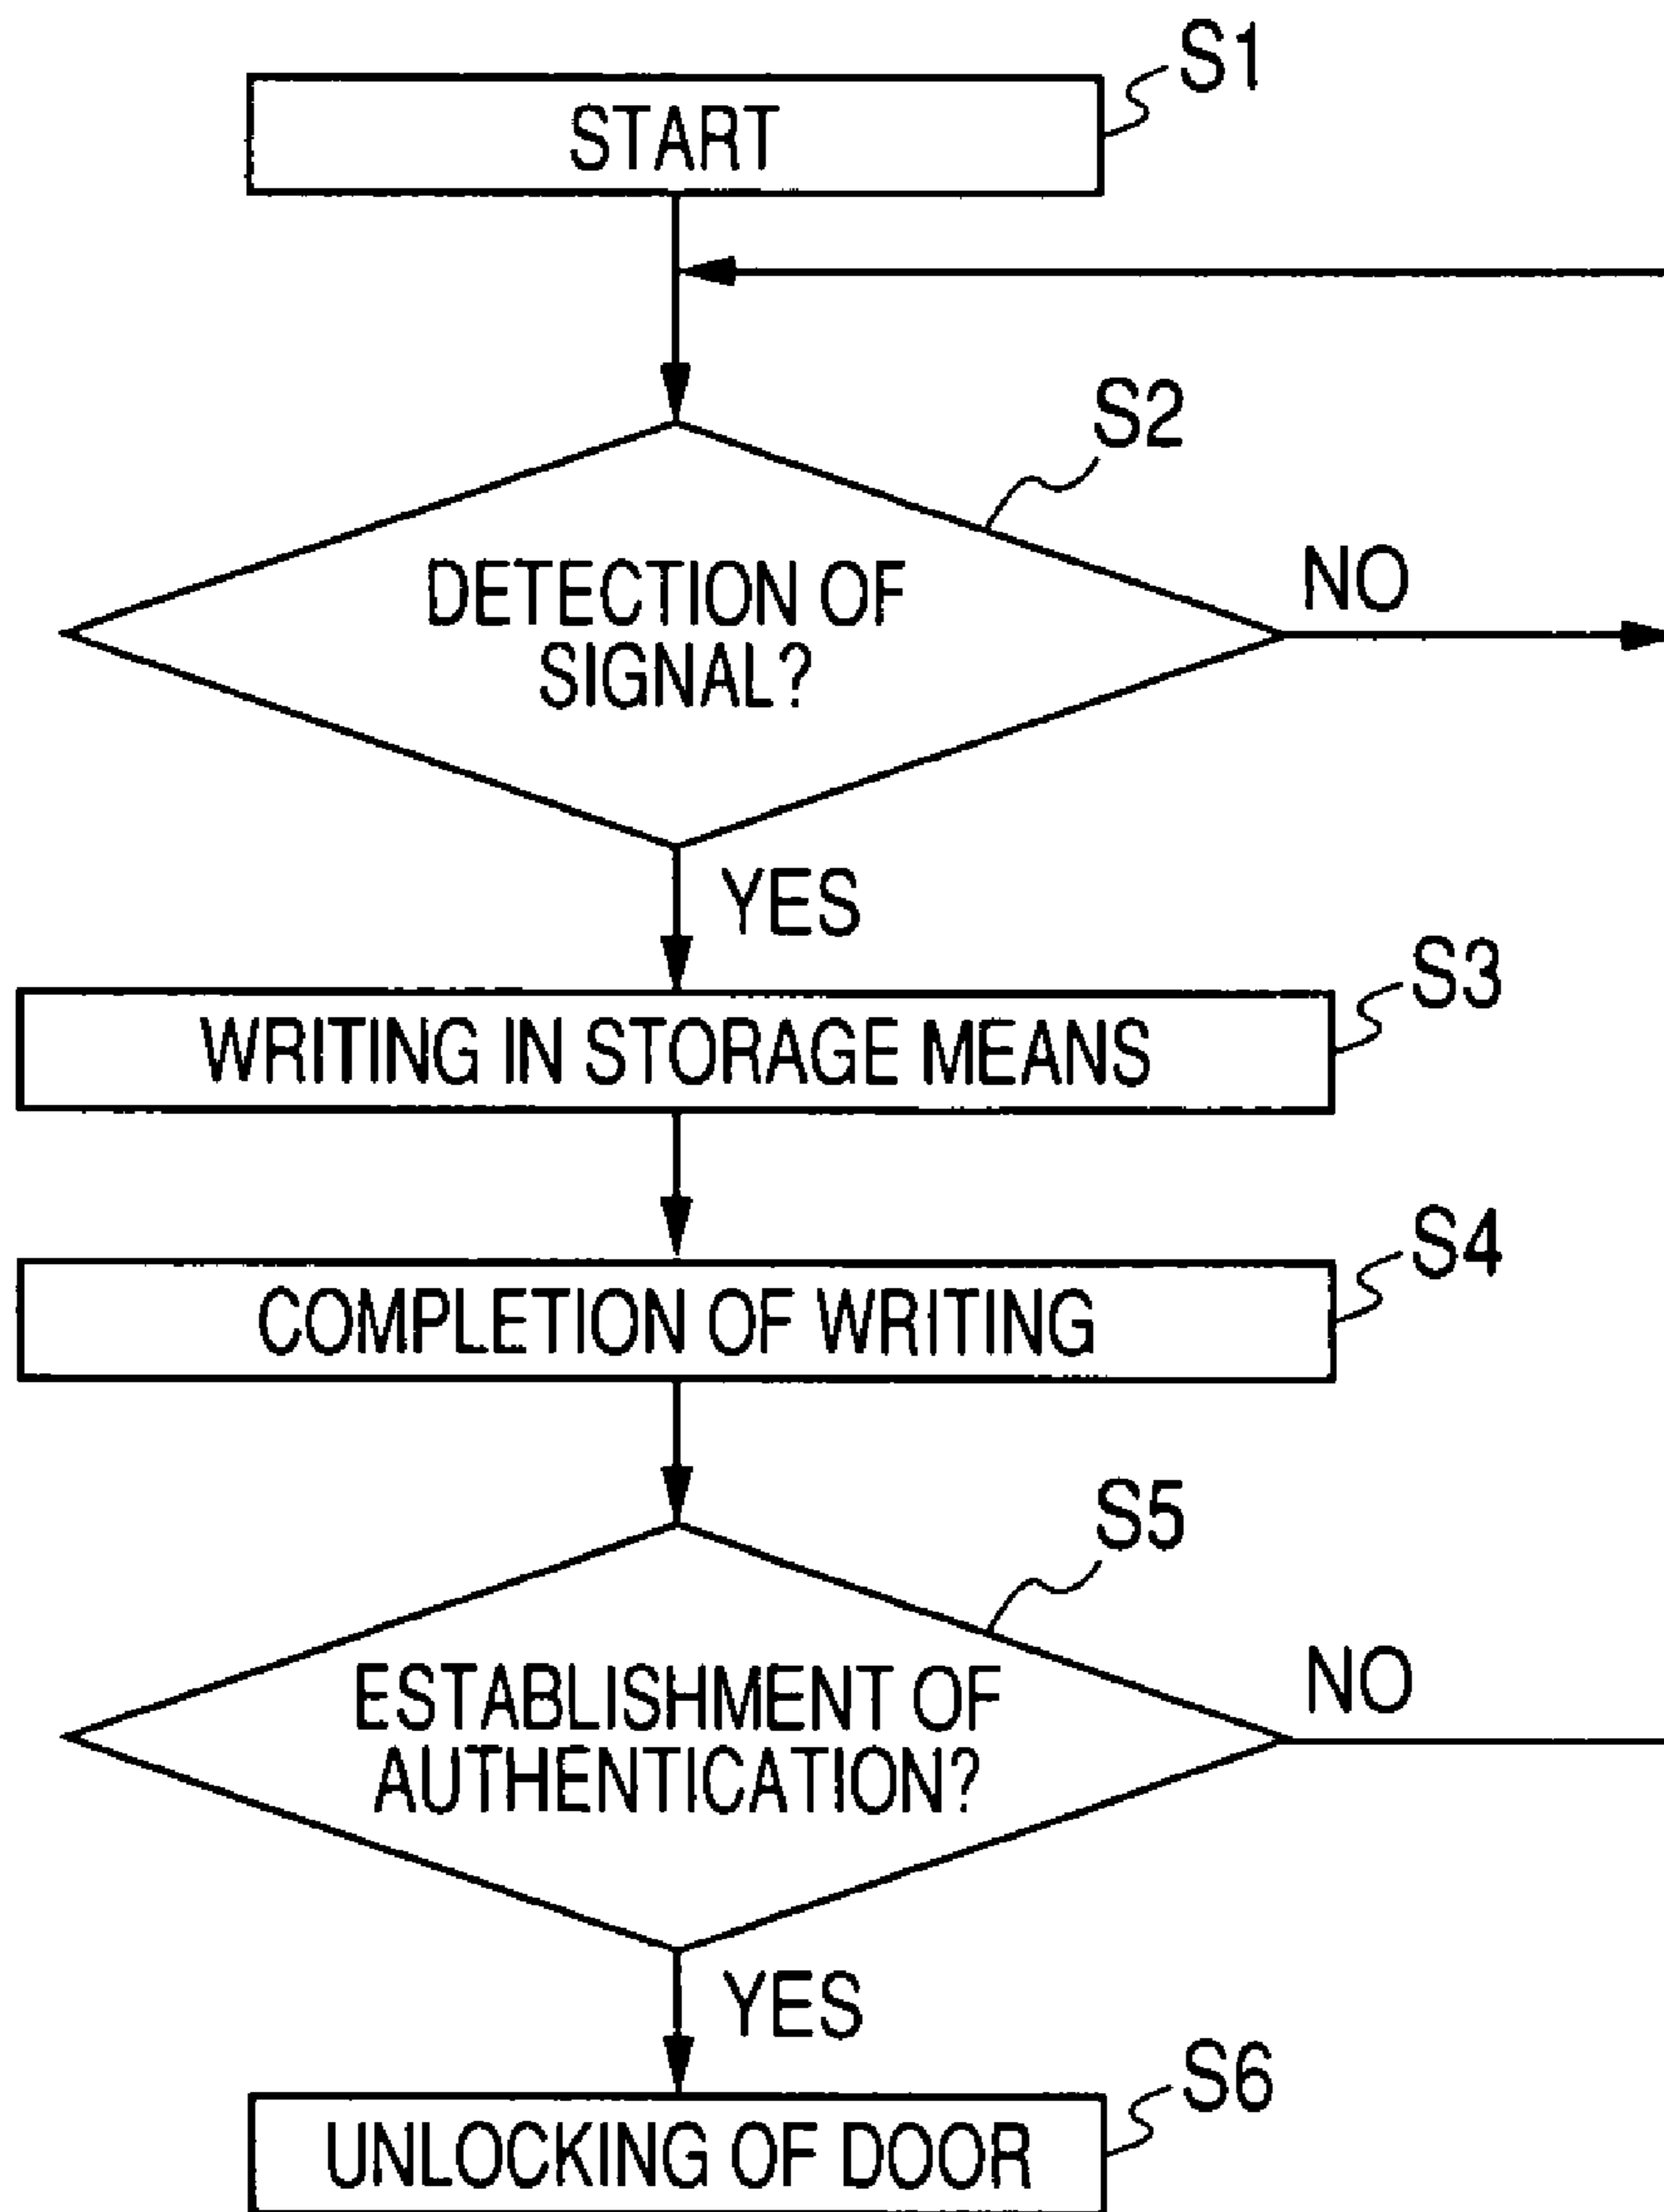 S1
START
S2
DETECTION OF
SIGNAL?
NO
YES
S3
WRITING IN STORAGE MEANS
S4
COMPLETION OF WRITING
S5
ESTABLISHMENT OF
AUTHENTICATION?
NO
YES
S6
UNLOCKING OF DOOR